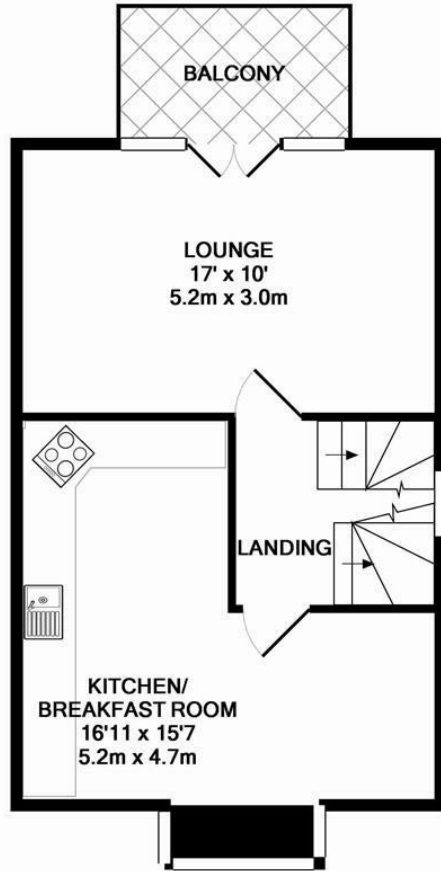 BALCONY
LOUNGE
17' x 10'
5.2m x 3.0m
LANDING
KITCHEN/
BREAKFAST ROOM
16'11 x 15'7
5.2m x 4.7m